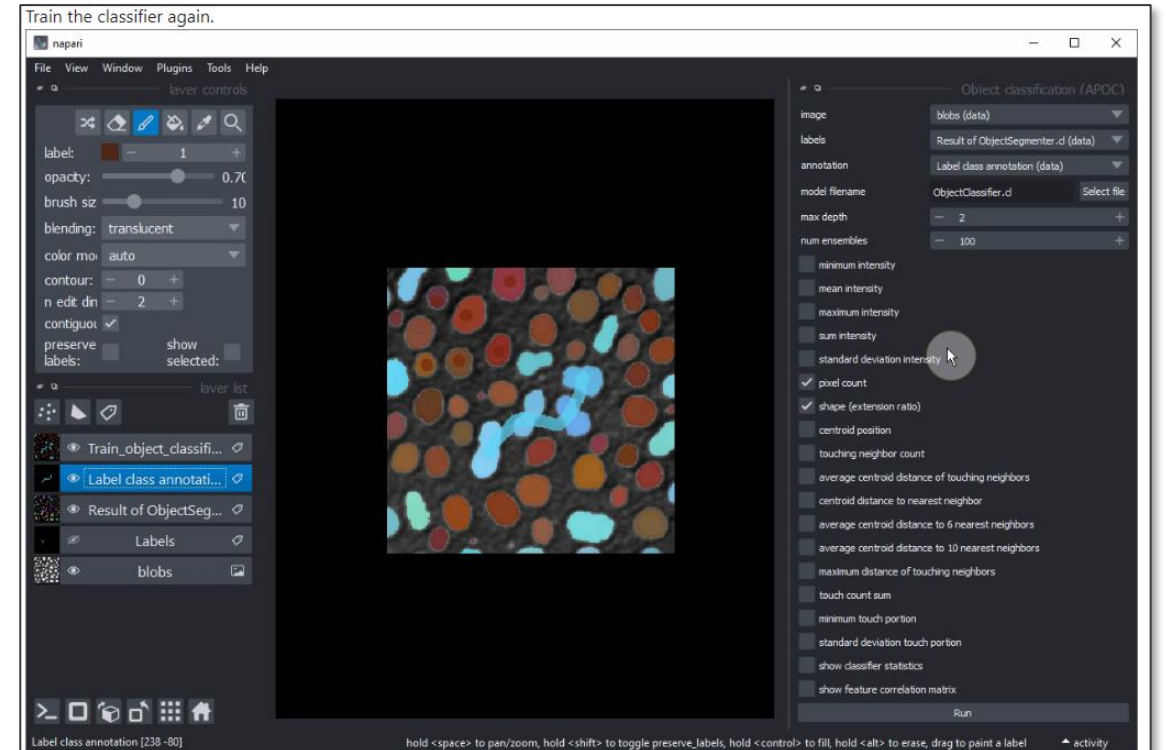 Train the classifier again.
napari
File View Window Plugins Tools Help
layer controls
label: 1
opacity: 0.7(
brush siz 10
blending: translucent
color mo auto
contour: 0
n edit din 2
contiguou
preserve labels: show selected:
layer list
Train_object_classifi...
Label class annotati...
Result of ObjectSeg...
Labels
blobs
Label class annotation [238 -80]
hold <space> to pan/zoom, hold <shift> to toggle preserve_labels, hold <control> to fill, hold <alt> to erase, drag to paint a label
activity
Object classification (APOC)
image blobs (data)
labels Result of ObjectSegmenter.cl (data)
annotation Label class annotation (data)
model filename ObjectClassifier.cl Select file
max depth 2
num ensembles 100
minimum intensity
mean intensity
maximum intensity
sum intensity
standard deviation intensity
pixel count
shape (extension ratio)
centroid position
touching neighbor count
average centroid distance of touching neighbors
centroid distance to nearest neighbor
average centroid distance to 6 nearest neighbors
average centroid distance to 10 nearest neighbors
maximum distance of touching neighbors
touch count sum
minimum touch portion
standard deviation touch portion
show classifier statistics
show feature correlation matrix
Run